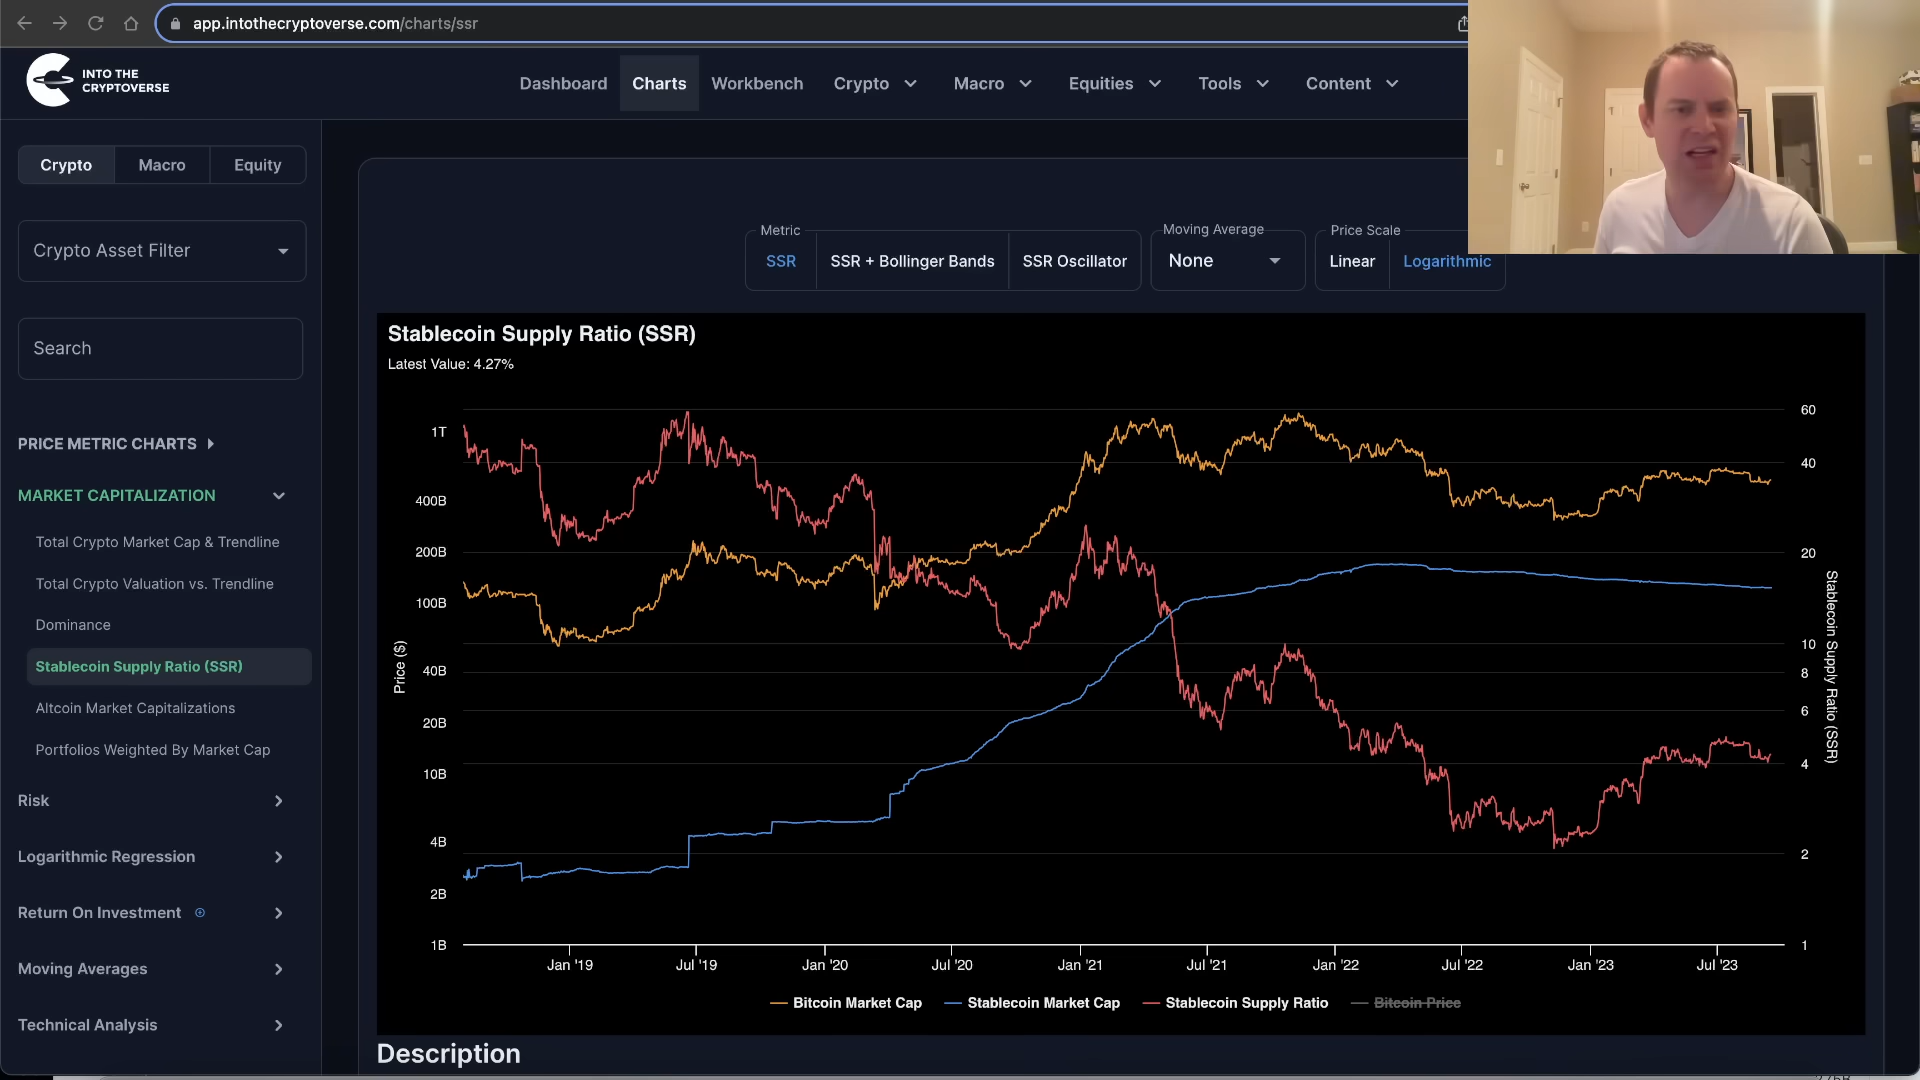 app.intothecryptoverse.com/charts/ssr
INTO THE
CRYPTOVERSE
Dashboard
Charts
Workbench
Crypto
Macro
Equities
Tools
Content
Crypto
Macro
Equity
Crypto Asset Filter
Search
PRICE METRIC CHARTS
MARKET CAPITALIZATION
Total Crypto Market Cap & Trendline
Total Crypto Valuation vs. Trendline
Dominance
Stablecoin Supply Ratio (SSR)
Altcoin Market Capitalizations
Portfolios Weighted By Market Cap
Risk
Logarithmic Regression
Return On Investment
Moving Averages
Technical Analysis
Metric
SSR
SSR + Bollinger Bands
SSR Oscillator
Moving Average
None
Price Scale
Linear
Logarithmic
Stablecoin Supply Ratio (SSR)
Latest Value: 4.27%
1T
400B
200B
100B
40B
20B
10B
4B
2B
1B
Price ($)
60
40
20
10
8
6
4
2
1
Stablecoin Supply Ratio (SSR)
Jan '19
Jul '19
Jan '20
Jul '20
Jan '21
Jul '21
Jan '22
Jul '22
Jan '23
Jul '23
Bitcoin Market Cap
Stablecoin Market Cap
Stablecoin Supply Ratio
Bitcoin Price
Description